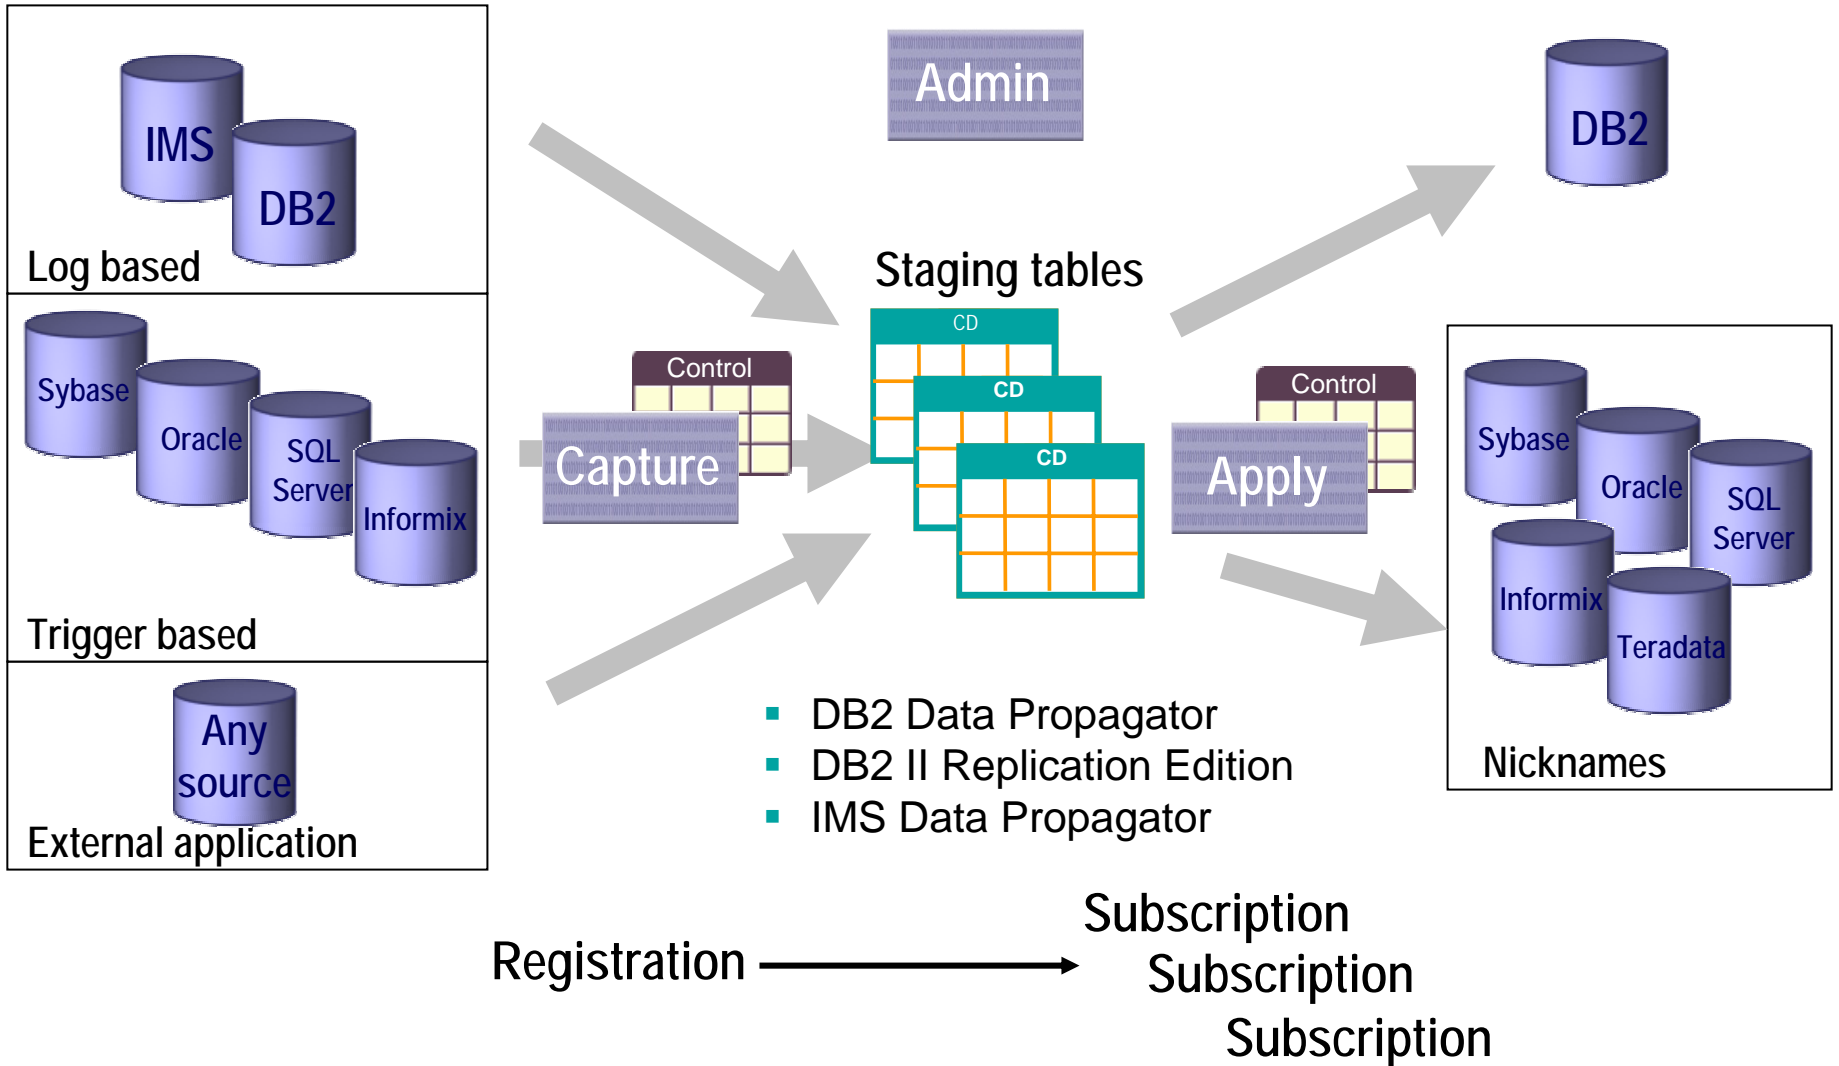 IMS
DB2
Log based
Sybase
Oracle
SQL
Server
Informix
Trigger based
Any
source
External application
Admin
Control
Capture
Staging tables
CD
CD
CD
Control
Apply
DB2
Sybase
Oracle
SQL
Server
Informix
Teradata
Nicknames
▪ DB2 Data Propagator
▪ DB2 II Replication Edition
▪ IMS Data Propagator
Registration
Subscription
Subscription
Subscription